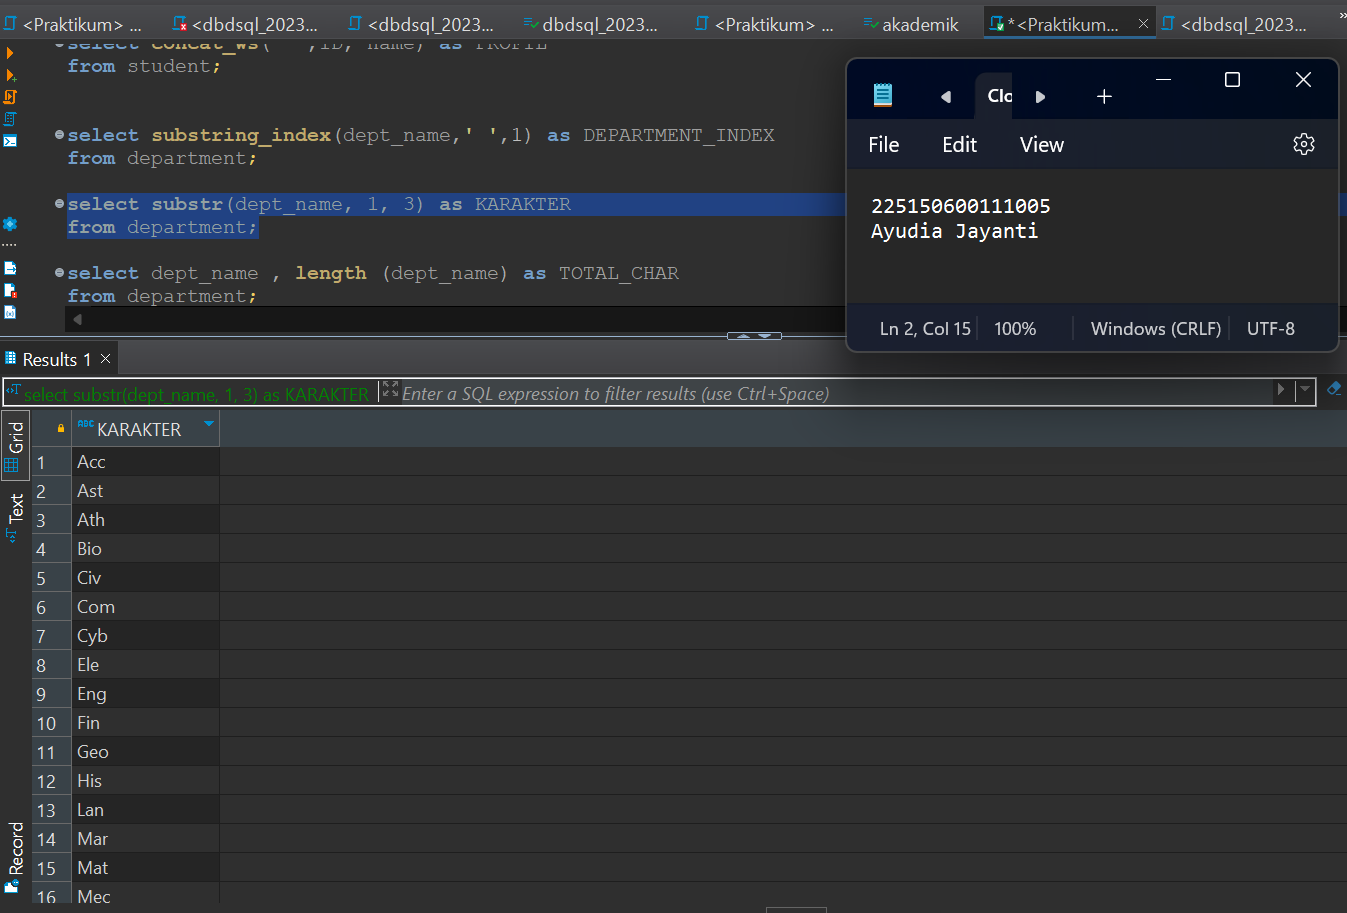 <Praktikum> ...
<dbdsql_2023...
<dbdsql_2023...
dbdsql_2023...
<Praktikum> ...
akademik
*<Praktikum...
<dbdsql_2023...
from student;
select substring_index(dept_name,' ',1) as DEPARTMENT_INDEX
from department;
select substr(dept_name, 1, 3) as KARAKTER
from department;
select dept_name , length (dept_name) as TOTAL_CHAR
from department;
Clo
File Edit View
225150600111005
Ayudia Jayanti
Ln 2, Col 15 100% Windows (CRLF) UTF-8
Results 1
select substr(dept_name, 1, 3) as KARAKTER
Enter a SQL expression to filter results (use Ctrl+Space)
Grid
Text
Record
ABC KARAKTER
1 Acc
2 Ast
3 Ath
4 Bio
5 Civ
6 Com
7 Cyb
8 Ele
9 Eng
10 Fin
11 Geo
12 His
13 Lan
14 Mar
15 Mat
16 Mec